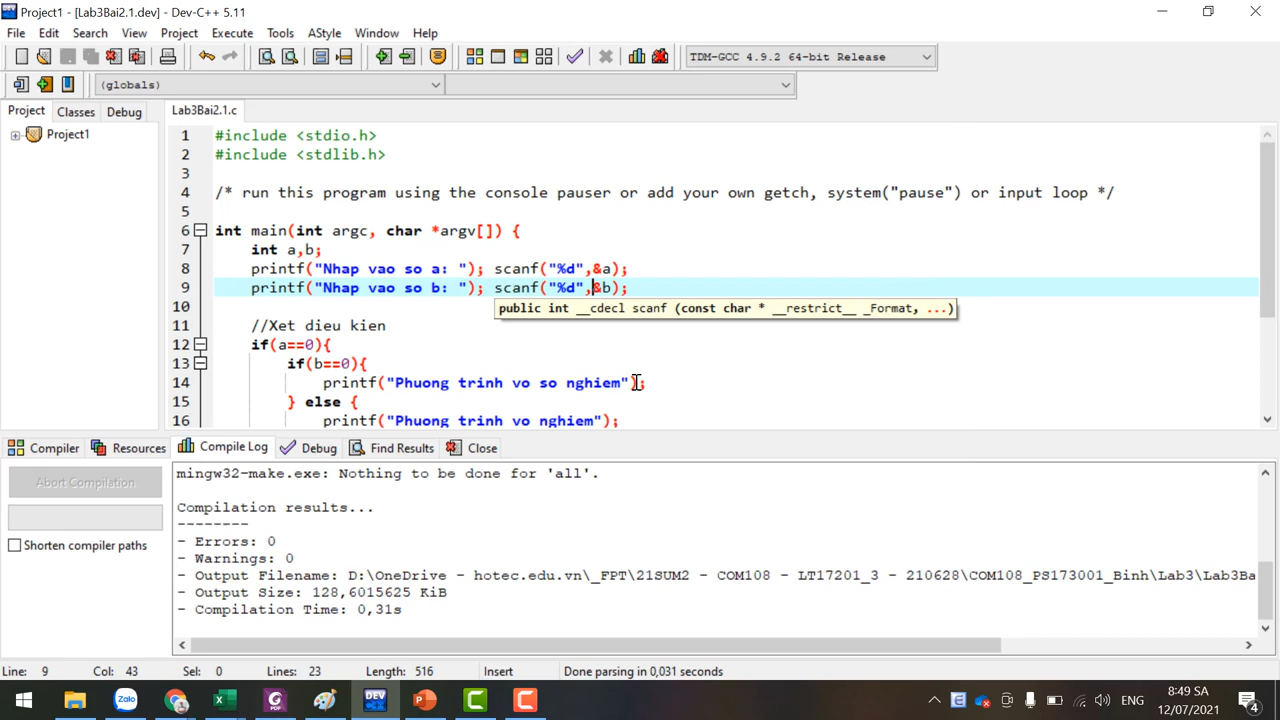 Project1 - [Lab3Bai2.1.dev] - Dev-C++ 5.11
File Edit Search View Project Execute Tools AStyle Window Help
TDM-GCC 4.9.2 64-bit Release
(globals)
Project Classes Debug
Lab3Bai2.1.c
Project1
1 #include <stdio.h>
2 #include <stdlib.h>
3
4 /* run this program using the console pauser or add your own getch, system("pause") or input loop */
5
6 int main(int argc, char *argv[]) {
7 int a,b;
8 printf("Nhap vao so a: "); scanf("%d",&a);
9 printf("Nhap vao so b: "); scanf("%d",&b);
public int __cdecl scanf (const char * __restrict__ _Format, ...)
10
11 //Xet dieu kien
12 if(a==0){
13 if(b==0){
14 printf("Phuong trinh vo so nghiem");
15 } else {
16 printf("Phuong trinh vo nghiem");
Compiler Resources Compile Log Debug Find Results Close
Abort Compilation
Shorten compiler paths
mingw32-make.exe: Nothing to be done for 'all'.
Compilation results...
--------
- Errors: 0
- Warnings: 0
- Output Filename: D:\OneDrive - hotec.edu.vn\_FPT\21SUM2 - COM108 - LT17201_3 - 210628\COM108_PS173001_Binh\Lab3\Lab3Ba
- Output Size: 128,6015625 KiB
- Compilation Time: 0,31s
Line: 9 Col: 43 Sel: 0 Lines: 23 Length: 516 Insert Done parsing in 0,031 seconds
Zalo
PDF
DEV
ENG
8:49 SA
12/07/2021
4